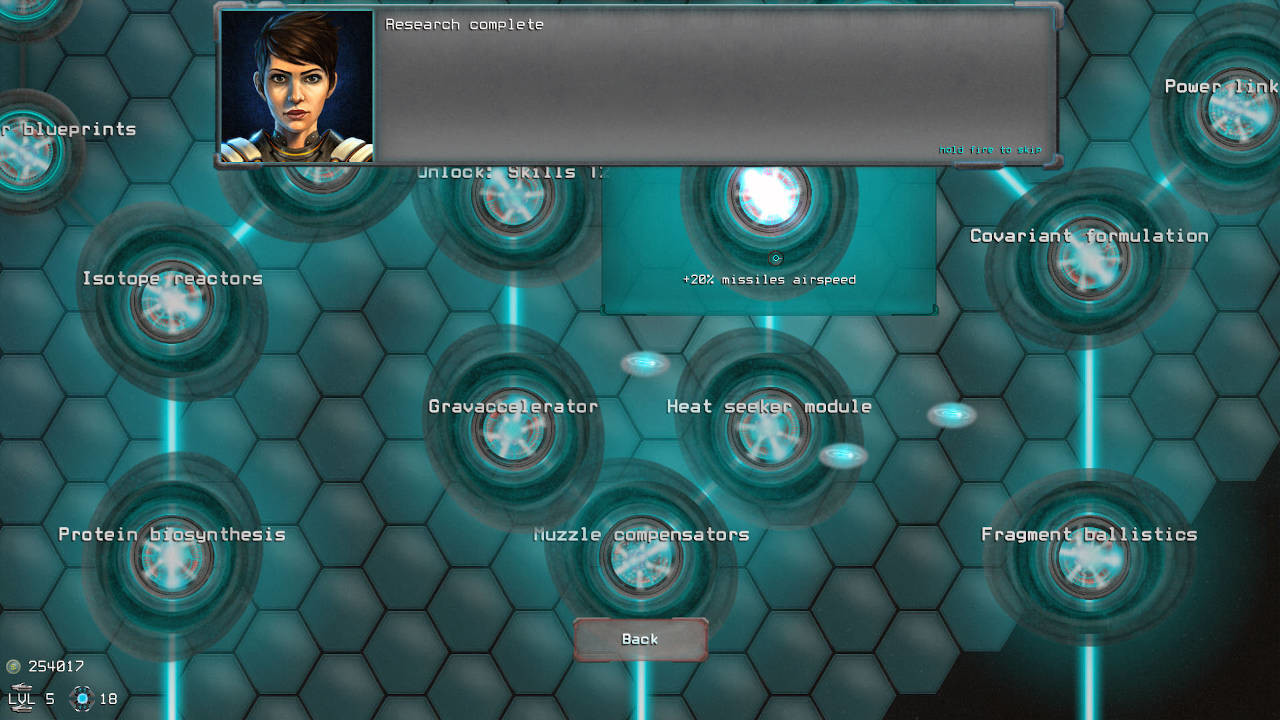 Research complete
hold fire to skip
Power link
r blueprints
Unlock: Skills
Covariant formulation
Isotope reactors
+20% missiles airspeed
Gravaccelerator
Heat seeker module
Protein biosynthesis
Muzzle compensators
Fragment ballistics
Back
254017
LVL 5
18